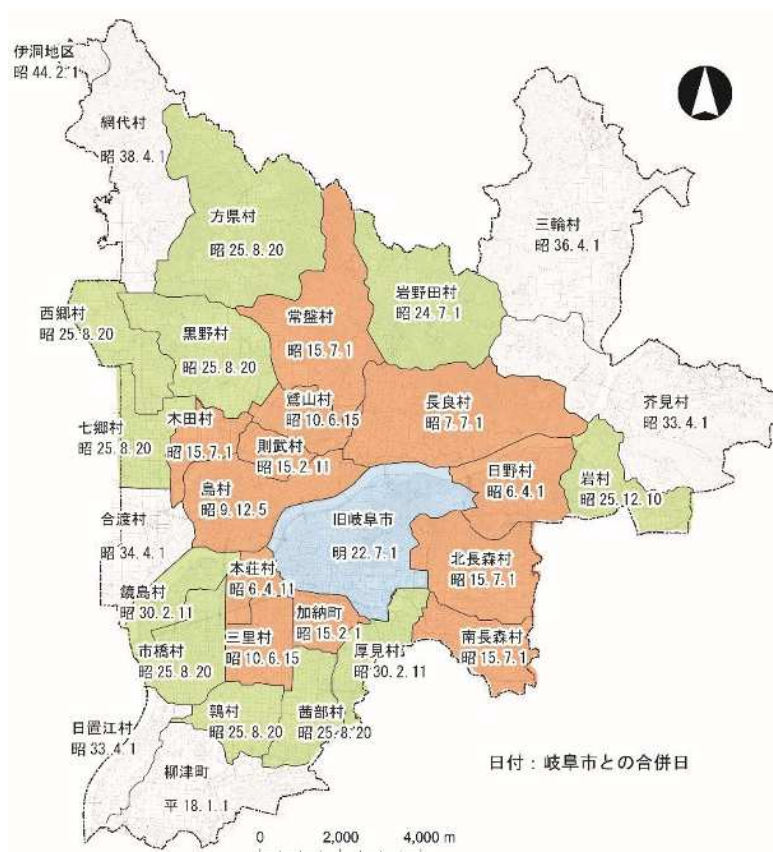 伊洞地区
昭 44.2.1
網代村
昭 38.4.1
方県村
昭 25.8.20
三輪村
昭 36.4.1
岩野田村
昭 24.7.1
西郷村
昭 25.8.20
黒野村
昭 25.8.20
常盤村
昭 15.7.1
鷺山村
昭 10.6.15
長良村
昭 7.7.1
芥見村
昭 33.4.1
七郷村
昭 25.8.20
木田村
昭 15.7.1
則武村
昭 15.2.11
日野村
昭 6.4.1
岩村
昭 25.12.10
島村
昭 9.12.5
旧岐阜市
明 22.7.1
合渡村
昭 34.4.1
本荘村
昭 6.4.11
北長森村
昭 15.7.1
鏡島村
昭 30.2.11
加納町
昭 15.2.1
市橋村
昭 25.8.20
三里村
昭 10.6.15
厚見村
昭 30.2.11
南長森村
昭 15.7.1
鶉村
昭 25.8.20
茜部村
昭 25.8.20
日置江村
昭 33.4.1
柳津町
平 18.1.1
日付：岐阜市との合併日
0 2,000 4,000 m